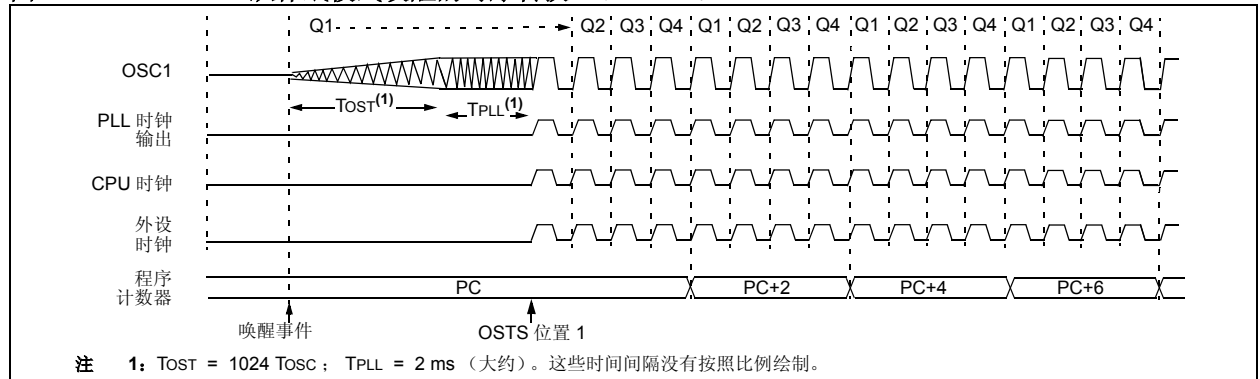 Q1 Q2 Q3 Q4 Q1 Q2 Q3 Q4 Q1 Q2 Q3 Q4 Q1 Q2 Q3 Q4
OSC1
TOST(1) TPLL(1)
PLL 时钟
输出
CPU 时钟
外设
时钟
程序
计数器
PC PC+2 PC+4 PC+6
唤醒事件 OSTS 位置 1
注 1: TOST = 1024 TOSC； TPLL = 2 ms （大约）。这些时间间隔没有按照比例绘制。